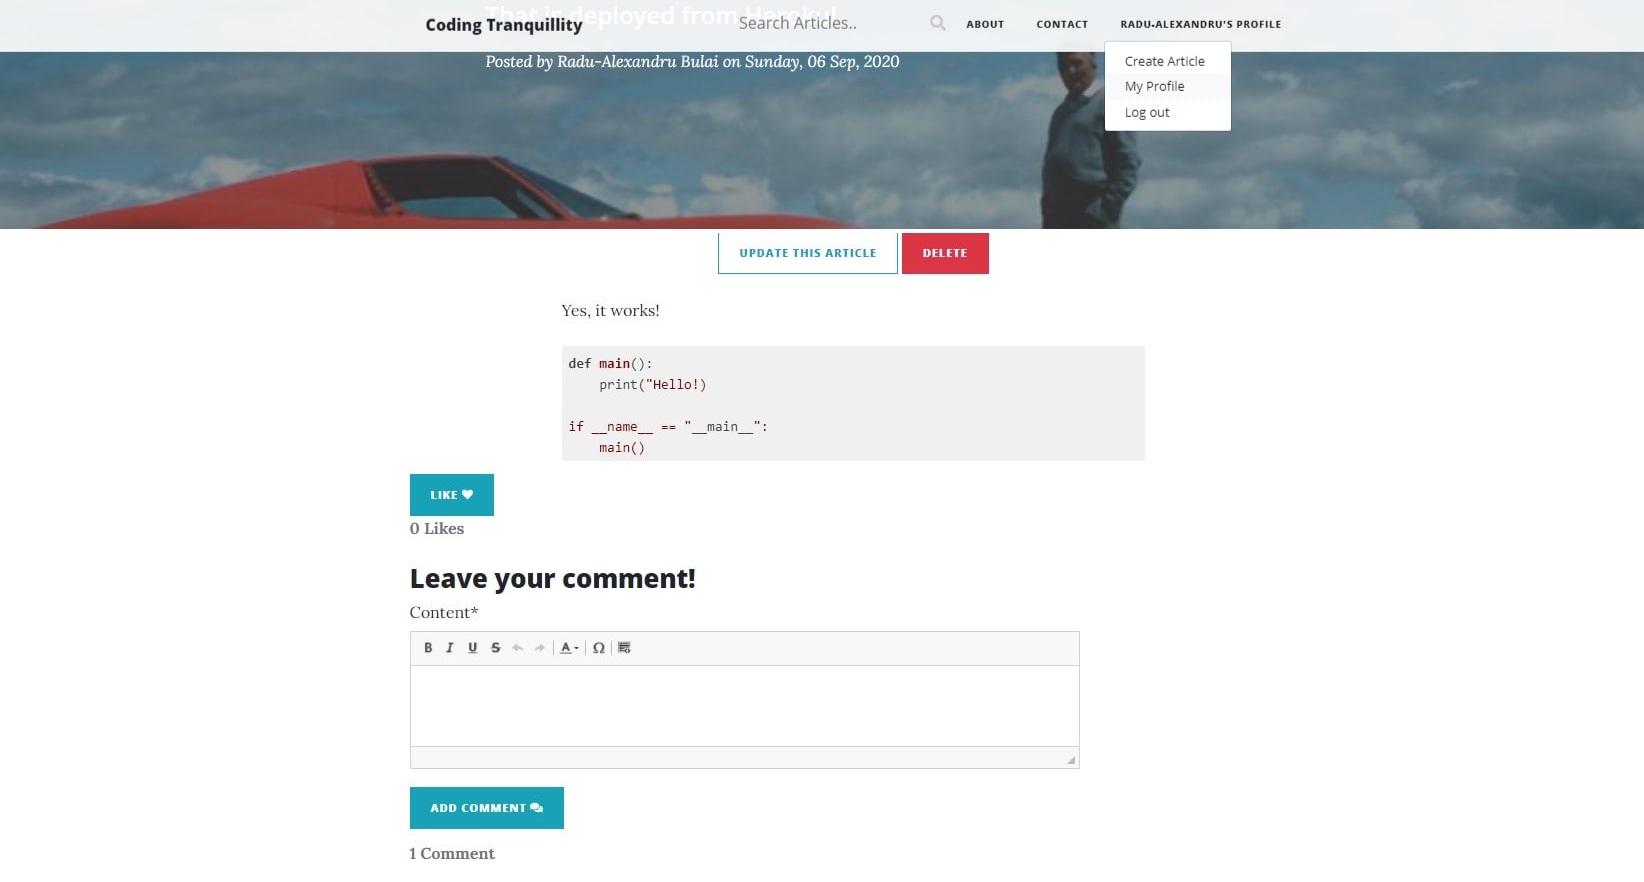 That is deployed from Heroku!
Coding Tranquillity
Search Articles..
ABOUT
CONTACT
RADU-ALEXANDRU'S PROFILE
Posted by Radu-Alexandru Bulai on Sunday, 06 Sep, 2020
Create Article
My Profile
Log out
UPDATE THIS ARTICLE
DELETE
Yes, it works!
def main():
    print("Hello!)
if __name__ == "__main__":
    main()
LIKE
0 Likes
Leave your comment!
Content*
B I U S A Ω
ADD COMMENT
1 Comment